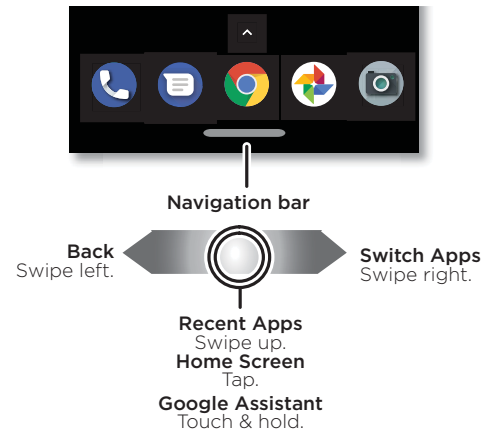 Navigation bar
Back
Swipe left.
Switch Apps
Swipe right.
Recent Apps
Swipe up.
Home Screen
Tap.
Google Assistant
Touch & hold.